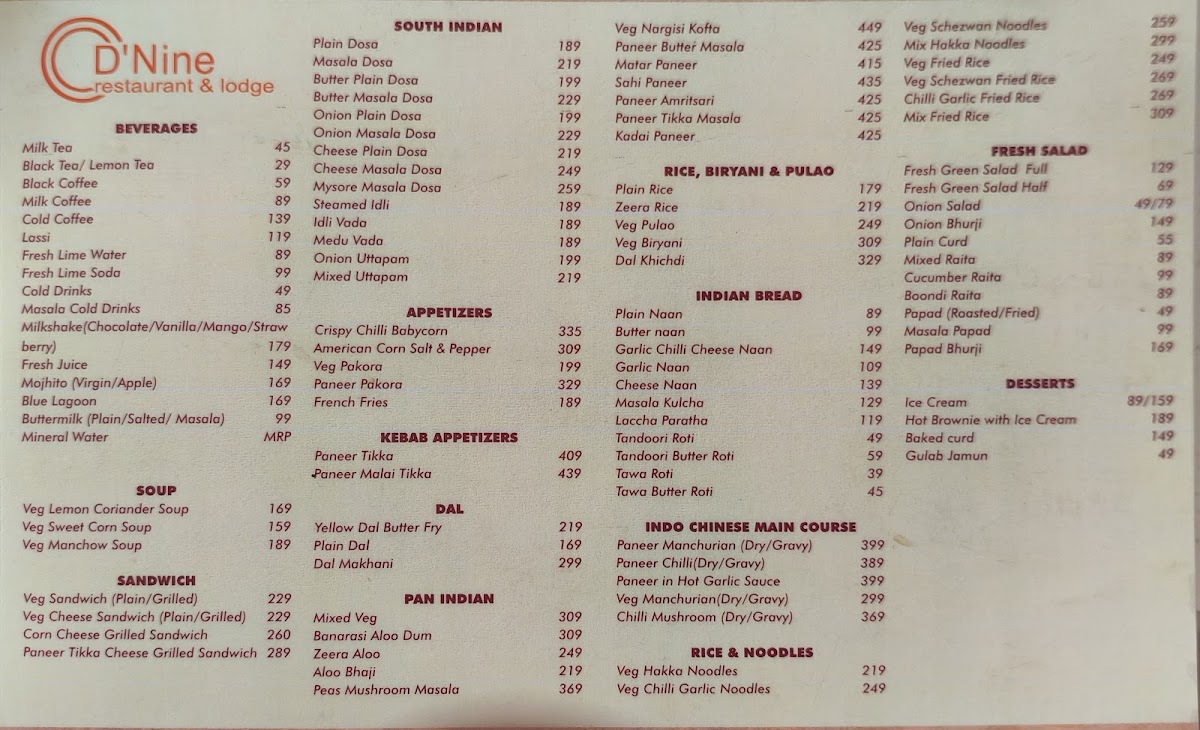 D'Nine
restaurant & lodge
BEVERAGES
Milk Tea 45
Black Tea/ Lemon Tea 29
Black Coffee 59
Milk Coffee 89
Cold Coffee 139
Lassi 119
Fresh Lime Water 89
Fresh Lime Soda 99
Cold Drinks 49
Masala Cold Drinks 85
Milkshake(Chocolate/Vanilla/Mango/Straw
berry) 179
Fresh Juice 149
Mojhito (Virgin/Apple) 169
Blue Lagoon 169
Buttermilk (Plain/Salted/ Masala) 99
Mineral Water MRP
SOUP
Veg Lemon Coriander Soup 169
Veg Sweet Corn Soup 159
Veg Manchow Soup 189
SANDWICH
Veg Sandwich (Plain/Grilled) 229
Veg Cheese Sandwich (Plain/Grilled) 229
Corn Cheese Grilled Sandwich 260
Paneer Tikka Cheese Grilled Sandwich 289
SOUTH INDIAN
Plain Dosa 189
Masala Dosa 219
Butter Plain Dosa 199
Butter Masala Dosa 229
Onion Plain Dosa 199
Onion Masala Dosa 229
Cheese Plain Dosa 219
Cheese Masala Dosa 249
Mysore Masala Dosa 259
Steamed Idli 189
Idli Vada 189
Medu Vada 189
Onion Uttapam 199
Mixed Uttapam 219
APPETIZERS
Crispy Chilli Babycorn 335
American Corn Salt & Pepper 309
Veg Pakora 199
Paneer Pakora 329
French Fries 189
KEBAB APPETIZERS
Paneer Tikka 409
Paneer Malai Tikka 439
DAL
Yellow Dal Butter Fry 219
Plain Dal 169
Dal Makhani 299
PAN INDIAN
Mixed Veg 309
Banarasi Aloo Dum 309
Zeera Aloo 249
Aloo Bhaji 219
Peas Mushroom Masala 369
Veg Nargisi Kofta 449
Paneer Butter Masala 425
Matar Paneer 415
Sahi Paneer 435
Paneer Amritsari 425
Paneer Tikka Masala 425
Kadai Paneer 425
RICE, BIRYANI & PULAO
Plain Rice 179
Zeera Rice 219
Veg Pulao 249
Veg Biryani 309
Dal Khichdi 329
INDIAN BREAD
Plain Naan 89
Butter naan 99
Garlic Chilli Cheese Naan 149
Garlic Naan 109
Cheese Naan 139
Masala Kulcha 129
Laccha Paratha 119
Tandoori Roti 49
Tandoori Butter Roti 59
Tawa Roti 39
Tawa Butter Roti 45
INDO CHINESE MAIN COURSE
Paneer Manchurian (Dry/Gravy) 399
Paneer Chilli(Dry/Gravy) 389
Paneer in Hot Garlic Sauce 399
Veg Manchurian(Dry/Gravy) 299
Chilli Mushroom (Dry/Gravy) 369
RICE & NOODLES
Veg Hakka Noodles 219
Veg Chilli Garlic Noodles 249
Veg Schezwan Noodles 259
Mix Hakka Noodles 299
Veg Fried Rice 249
Veg Schezwan Fried Rice 269
Chilli Garlic Fried Rice 269
Mix Fried Rice 309
FRESH SALAD
Fresh Green Salad Full 129
Fresh Green Salad Half 69
Onion Salad 49/79
Onion Bhurji 149
Plain Curd 55
Mixed Raita 89
Cucumber Raita 99
Boondi Raita 89
Papad (Roasted/Fried) 49
Masala Papad 99
Papad Bhurji 169
DESSERTS
Ice Cream 89/159
Hot Brownie with Ice Cream 189
Baked curd 149
Gulab Jamun 49